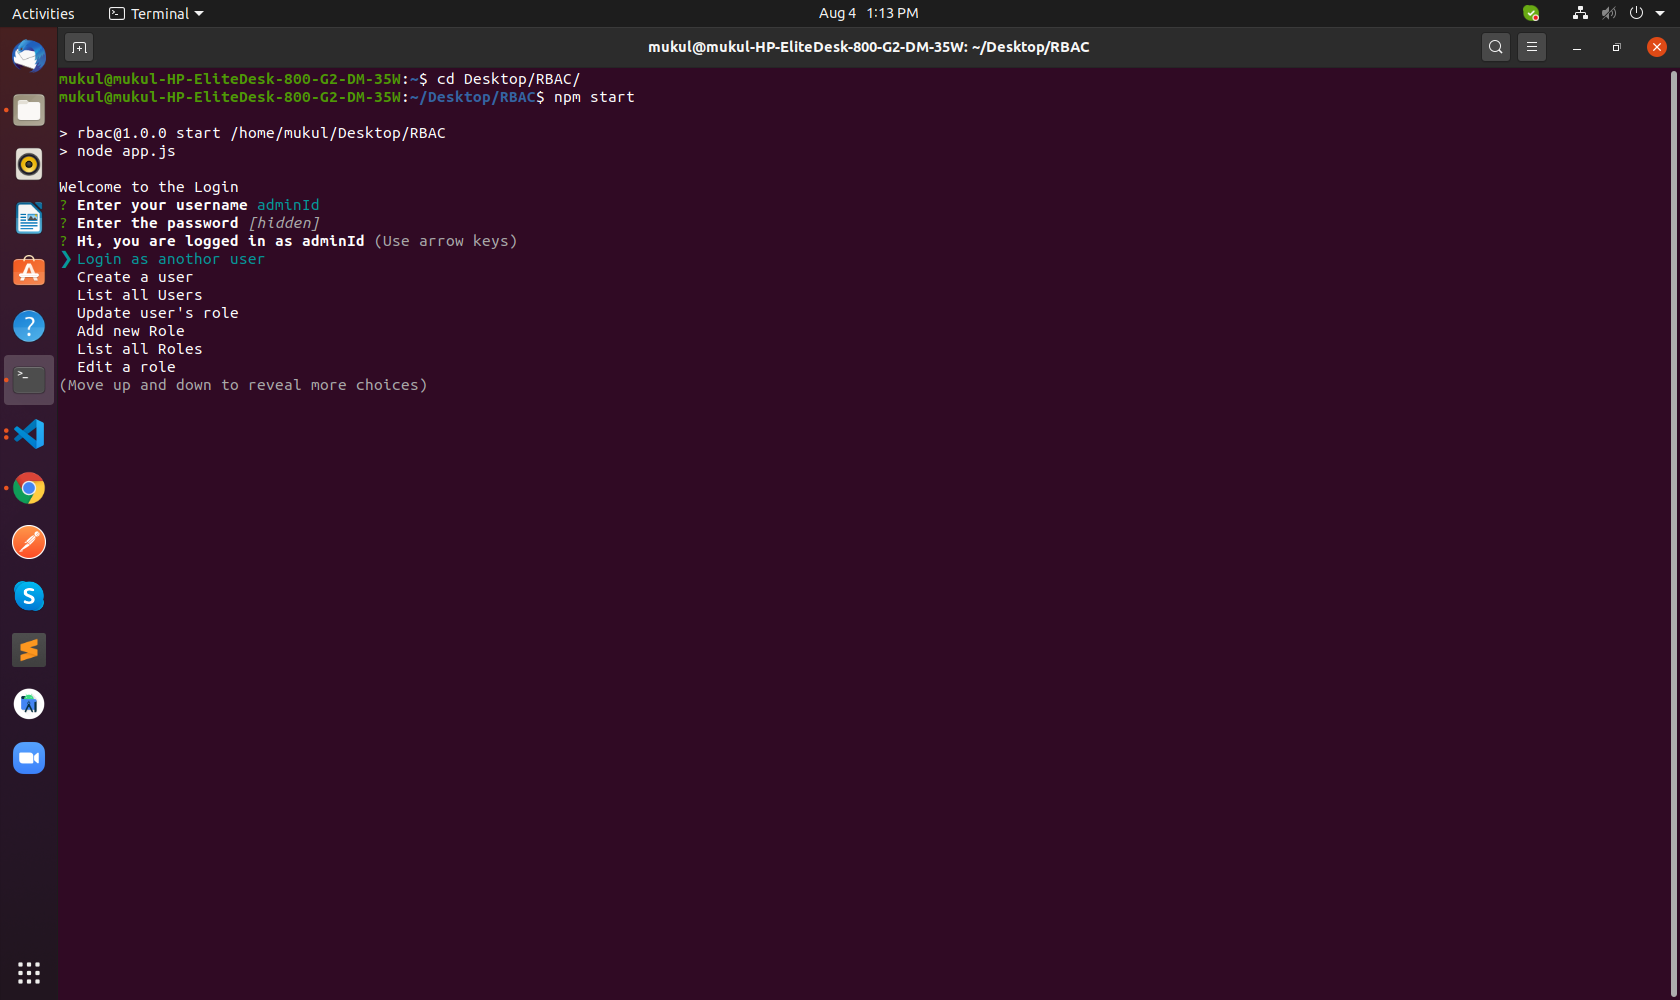 Activities Terminal Aug 4 1:13 PM
mukul@mukul-HP-EliteDesk-800-G2-DM-35W: ~/Desktop/RBAC
mukul@mukul-HP-EliteDesk-800-G2-DM-35W:~$ cd Desktop/RBAC/
mukul@mukul-HP-EliteDesk-800-G2-DM-35W:~/Desktop/RBAC$ npm start
> rbac@1.0.0 start /home/mukul/Desktop/RBAC
> node app.js
Welcome to the Login
? Enter your username adminId
? Enter the password [hidden]
? Hi, you are logged in as adminId (Use arrow keys)
❯ Login as anothor user
Create a user
List all Users
Update user's role
Add new Role
List all Roles
Edit a role
(Move up and down to reveal more choices)